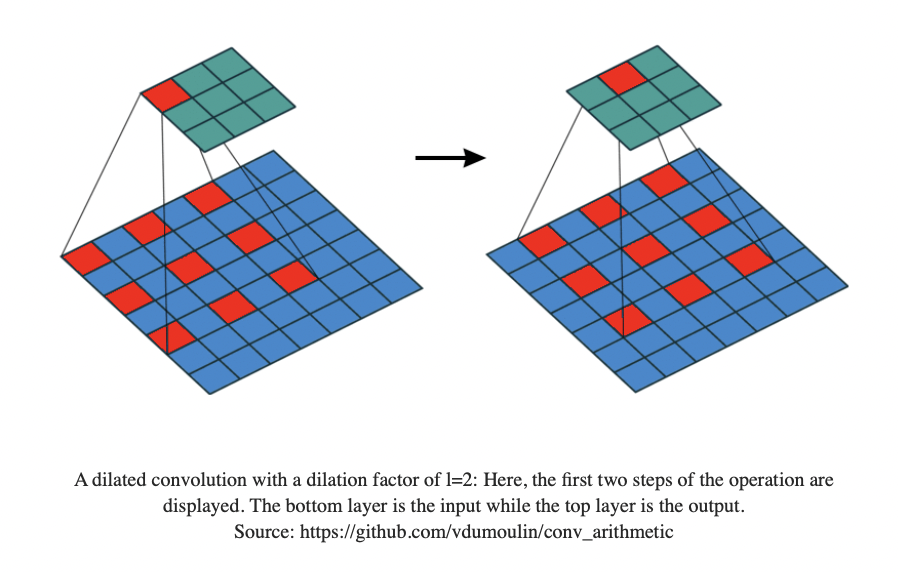 A dilated convolution with a dilation factor of l=2: Here, the first two steps of the operation are
displayed. The bottom layer is the input while the top layer is the output.
Source: https://github.com/vdumoulin/conv_arithmetic